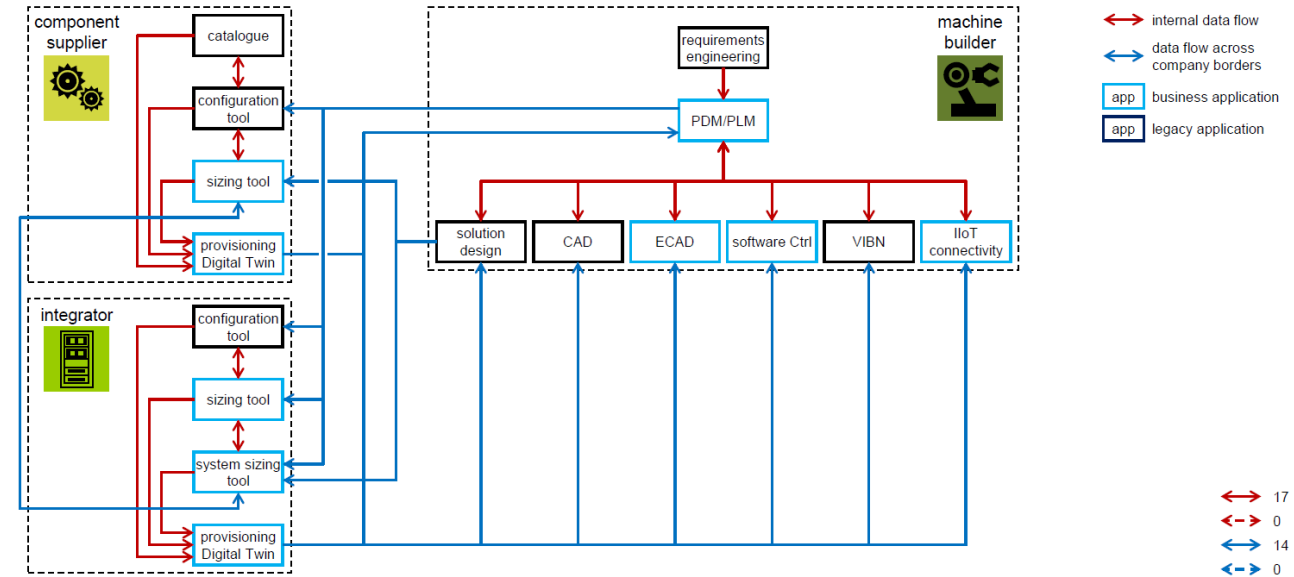 component
supplier
catalogue
configuration
tool
sizing tool
provisioning
Digital Twin
integrator
configuration
tool
sizing tool
system sizing
tool
provisioning
Digital Twin
machine
builder
requirements
engineering
PDM/PLM
solution
design
CAD
ECAD
software Ctrl
VIBN
IIoT
connectivity
internal data flow
data flow across
company borders
app business application
app legacy application
17
0
14
0